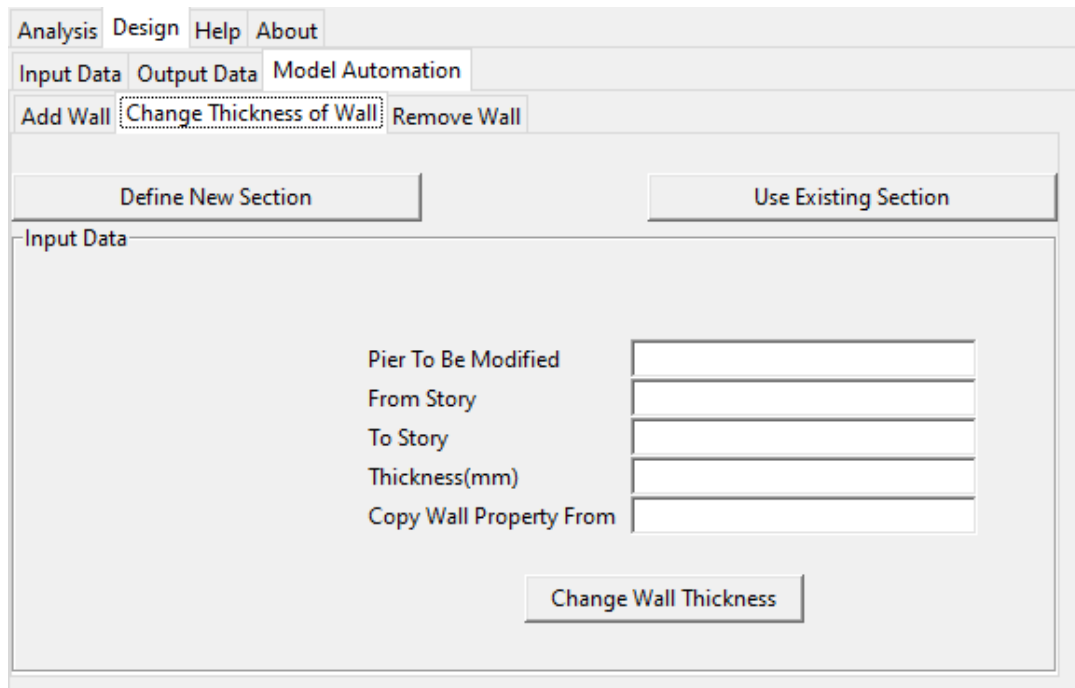 Analysis Design Help About
Input Data Output Data Model Automation
Add Wall Change Thickness of Wall Remove Wall
Define New Section Use Existing Section
Input Data
Pier To Be Modified
From Story
To Story
Thickness(mm)
Copy Wall Property From
Change Wall Thickness